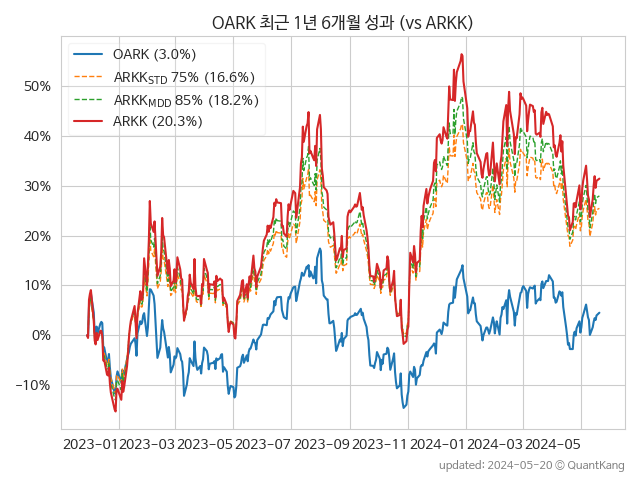 OARK 최근 1년 6개월 성과 (vs ARKK)
OARK (3.0%)
ARKKSTD 75% (16.6%)
ARKKMDD 85% (18.2%)
ARKK (20.3%)
50%
40%
30%
20%
10%
0%
−10%
2023-01 2023-03 2023-05 2023-07 2023-09 2023-11 2024-01 2024-03 2024-05
updated: 2024-05-20 ⓒ QuantKang